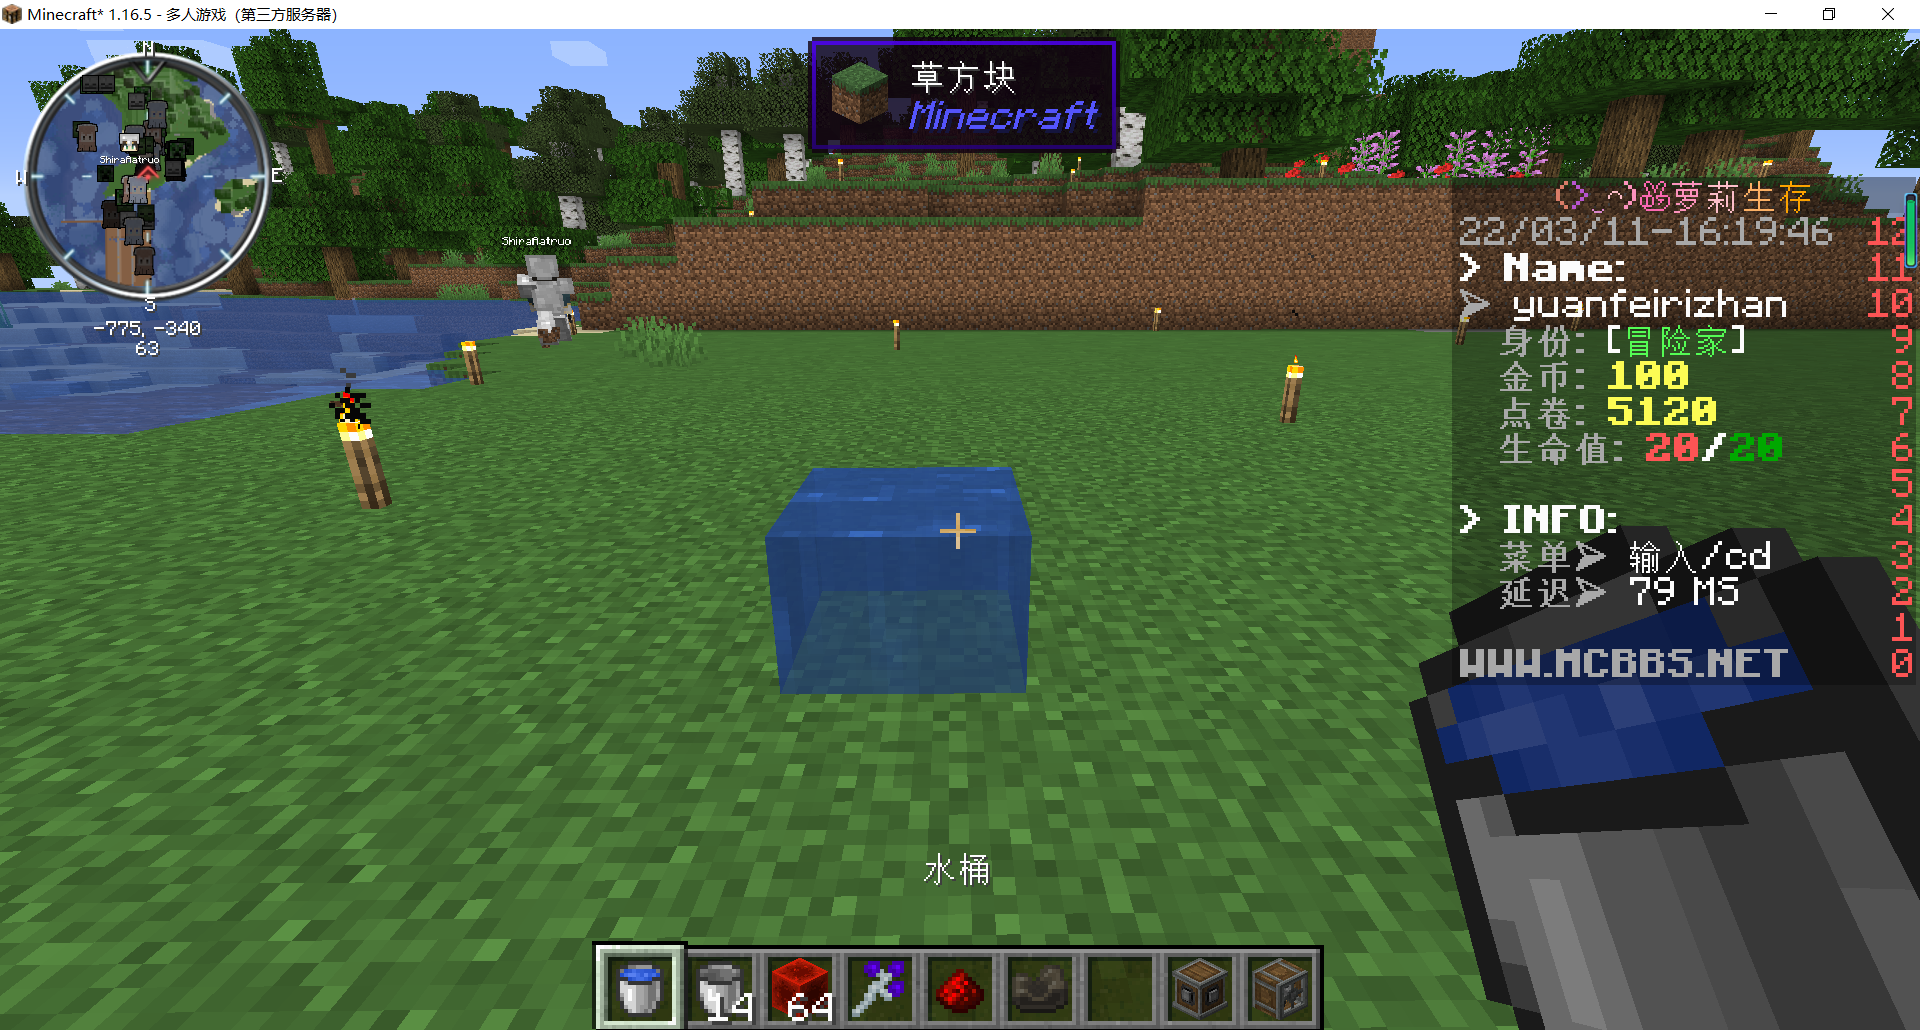 Minecraft* 1.16.5 - 多人游戏 (第三方服务器)
N
W
E
S
Shirafiatruo
-775, -340
63
Shirafiatruo
草方块
Minecraft
萝莉生存
22/03/11-16:19:46 12
> Name: 11
➢ yuanfeirizhan 10
身份: [冒险家] 9
金币: 100 8
点卷: 5120 7
生命值: 20/20 6
5
> INFO: 4
菜单➢ 输入/cd 3
延迟➢ 79 MS 2
1
WWW.MCBBS.NET 0
水桶
14
64